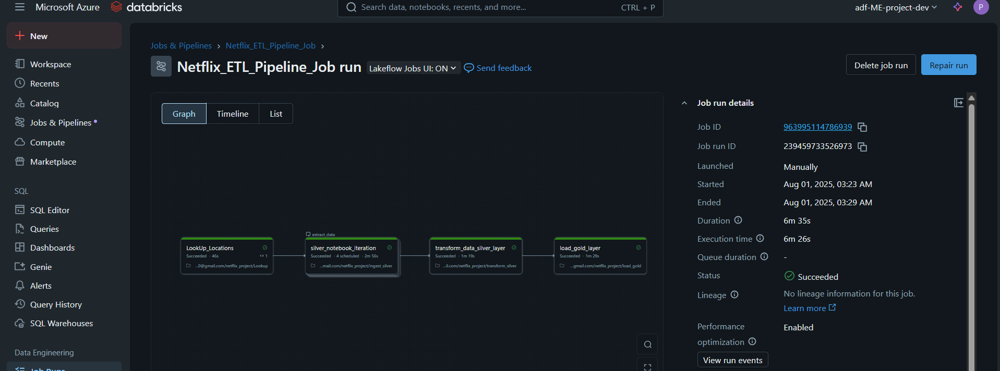 Microsoft Azure databricks
Search data, notebooks, recents, and more... CTRL + P
adf-ME-project-dev
P
New
Workspace
Recents
Catalog
Jobs & Pipelines
Compute
Marketplace
SQL
SQL Editor
Queries
Dashboards
Genie
Alerts
Query History
SQL Warehouses
Data Engineering
Job Runs
Jobs & Pipelines › Netflix_ETL_Pipeline_Job ›
Netflix_ETL_Pipeline_Job run
Lakeflow Jobs UI: ON
Send feedback
Delete job run
Repair run
Graph
Timeline
List
LookUp_Locations
Succeeded · 46s
1
...0@gmail.com/netflix_project/Lookup
extract_data
silver_notebook_iteration
Succeeded · 4 scheduled · 2m 56s
...mail.com/netflix_project/ingest_silver
transform_data_silver_layer
Succeeded · 1m 19s
...il.com/netflix_project/transform_silver
load_gold_layer
Succeeded · 1m 29s
...gmail.com/netflix_project/load_gold
Job run details
Job ID 963995114786939
Job run ID 239459733526973
Launched Manually
Started Aug 01, 2025, 03:23 AM
Ended Aug 01, 2025, 03:29 AM
Duration 6m 35s
Execution time 6m 26s
Queue duration -
Status Succeeded
Lineage No lineage information for this job.
Learn more
Performance optimization Enabled
View run events